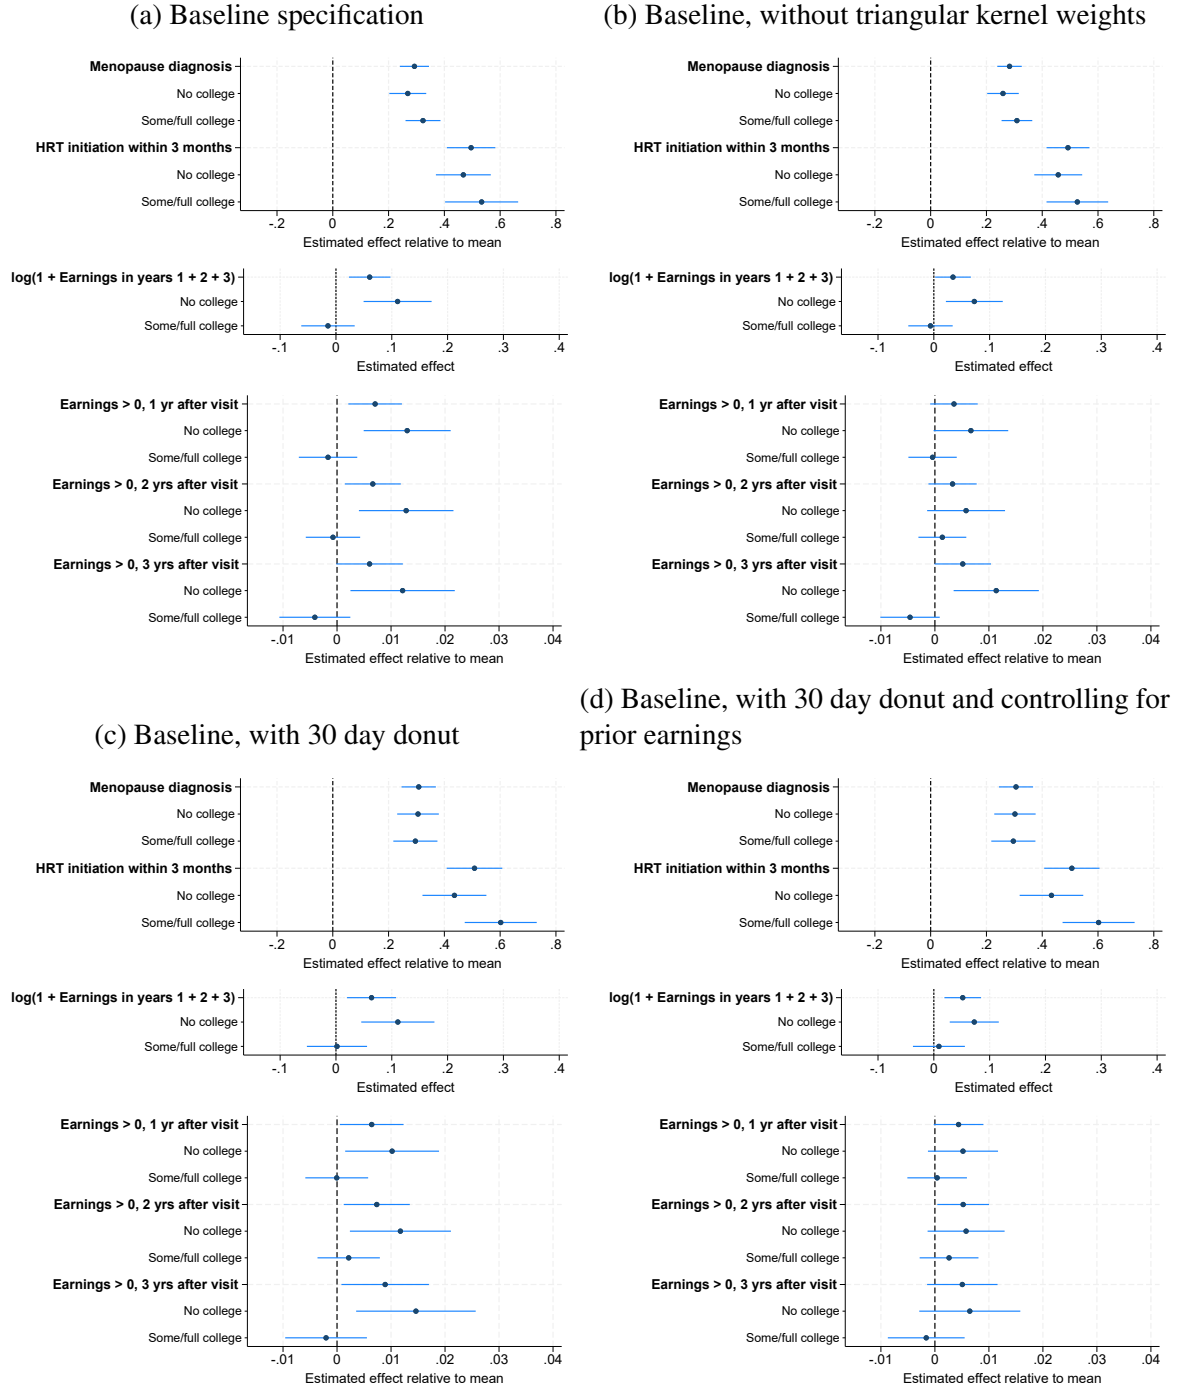 (a) Baseline specification
Menopause diagnosis
No college
Some/full college
HRT initiation within 3 months
No college
Some/full college
-.2 0 .2 .4 .6 .8
Estimated effect relative to mean
log(1 + Earnings in years 1 + 2 + 3)
No college
Some/full college
-.1 0 .1 .2 .3 .4
Estimated effect
Earnings > 0, 1 yr after visit
No college
Some/full college
Earnings > 0, 2 yrs after visit
No college
Some/full college
Earnings > 0, 3 yrs after visit
No college
Some/full college
-.01 0 .01 .02 .03 .04
Estimated effect relative to mean
(b) Baseline, without triangular kernel weights
Menopause diagnosis
No college
Some/full college
HRT initiation within 3 months
No college
Some/full college
-.2 0 .2 .4 .6 .8
Estimated effect relative to mean
log(1 + Earnings in years 1 + 2 + 3)
No college
Some/full college
-.1 0 .1 .2 .3 .4
Estimated effect
Earnings > 0, 1 yr after visit
No college
Some/full college
Earnings > 0, 2 yrs after visit
No college
Some/full college
Earnings > 0, 3 yrs after visit
No college
Some/full college
-.01 0 .01 .02 .03 .04
Estimated effect relative to mean
(c) Baseline, with 30 day donut
Menopause diagnosis
No college
Some/full college
HRT initiation within 3 months
No college
Some/full college
-.2 0 .2 .4 .6 .8
Estimated effect relative to mean
log(1 + Earnings in years 1 + 2 + 3)
No college
Some/full college
-.1 0 .1 .2 .3 .4
Estimated effect
Earnings > 0, 1 yr after visit
No college
Some/full college
Earnings > 0, 2 yrs after visit
No college
Some/full college
Earnings > 0, 3 yrs after visit
No college
Some/full college
-.01 0 .01 .02 .03 .04
Estimated effect relative to mean
(d) Baseline, with 30 day donut and controlling for
prior earnings
Menopause diagnosis
No college
Some/full college
HRT initiation within 3 months
No college
Some/full college
-.2 0 .2 .4 .6 .8
Estimated effect relative to mean
log(1 + Earnings in years 1 + 2 + 3)
No college
Some/full college
-.1 0 .1 .2 .3 .4
Estimated effect
Earnings > 0, 1 yr after visit
No college
Some/full college
Earnings > 0, 2 yrs after visit
No college
Some/full college
Earnings > 0, 3 yrs after visit
No college
Some/full college
-.01 0 .01 .02 .03 .04
Estimated effect relative to mean